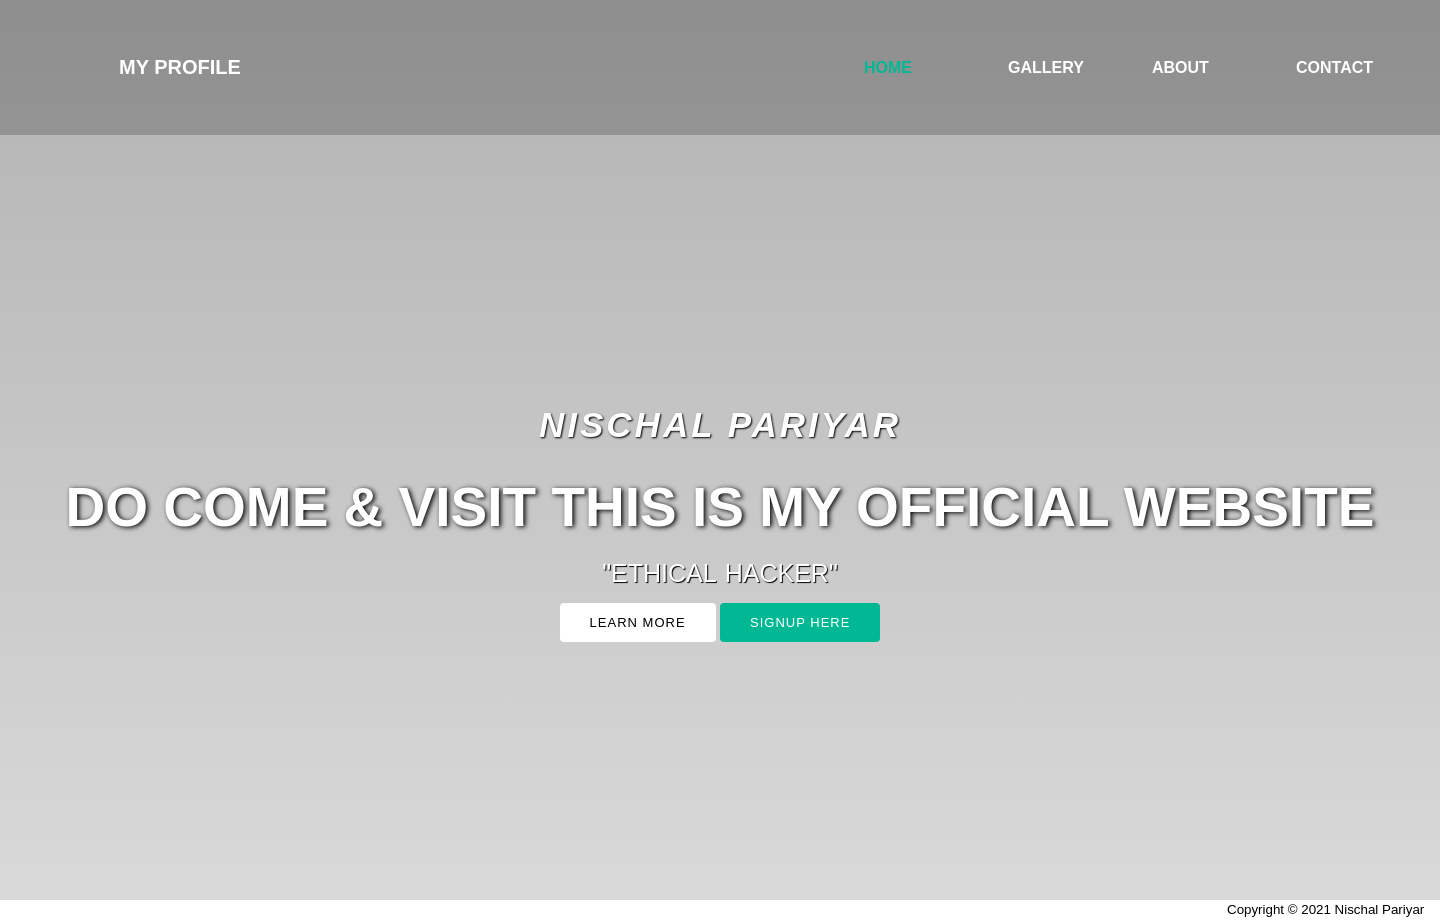 MY PROFILE
HOME GALLERY ABOUT CONTACT
NISCHAL PARIYAR
DO COME & VISIT THIS IS MY OFFICIAL WEBSITE
"ETHICAL HACKER"
LEARN MORE SIGNUP HERE
Copyright © 2021 Nischal Pariyar